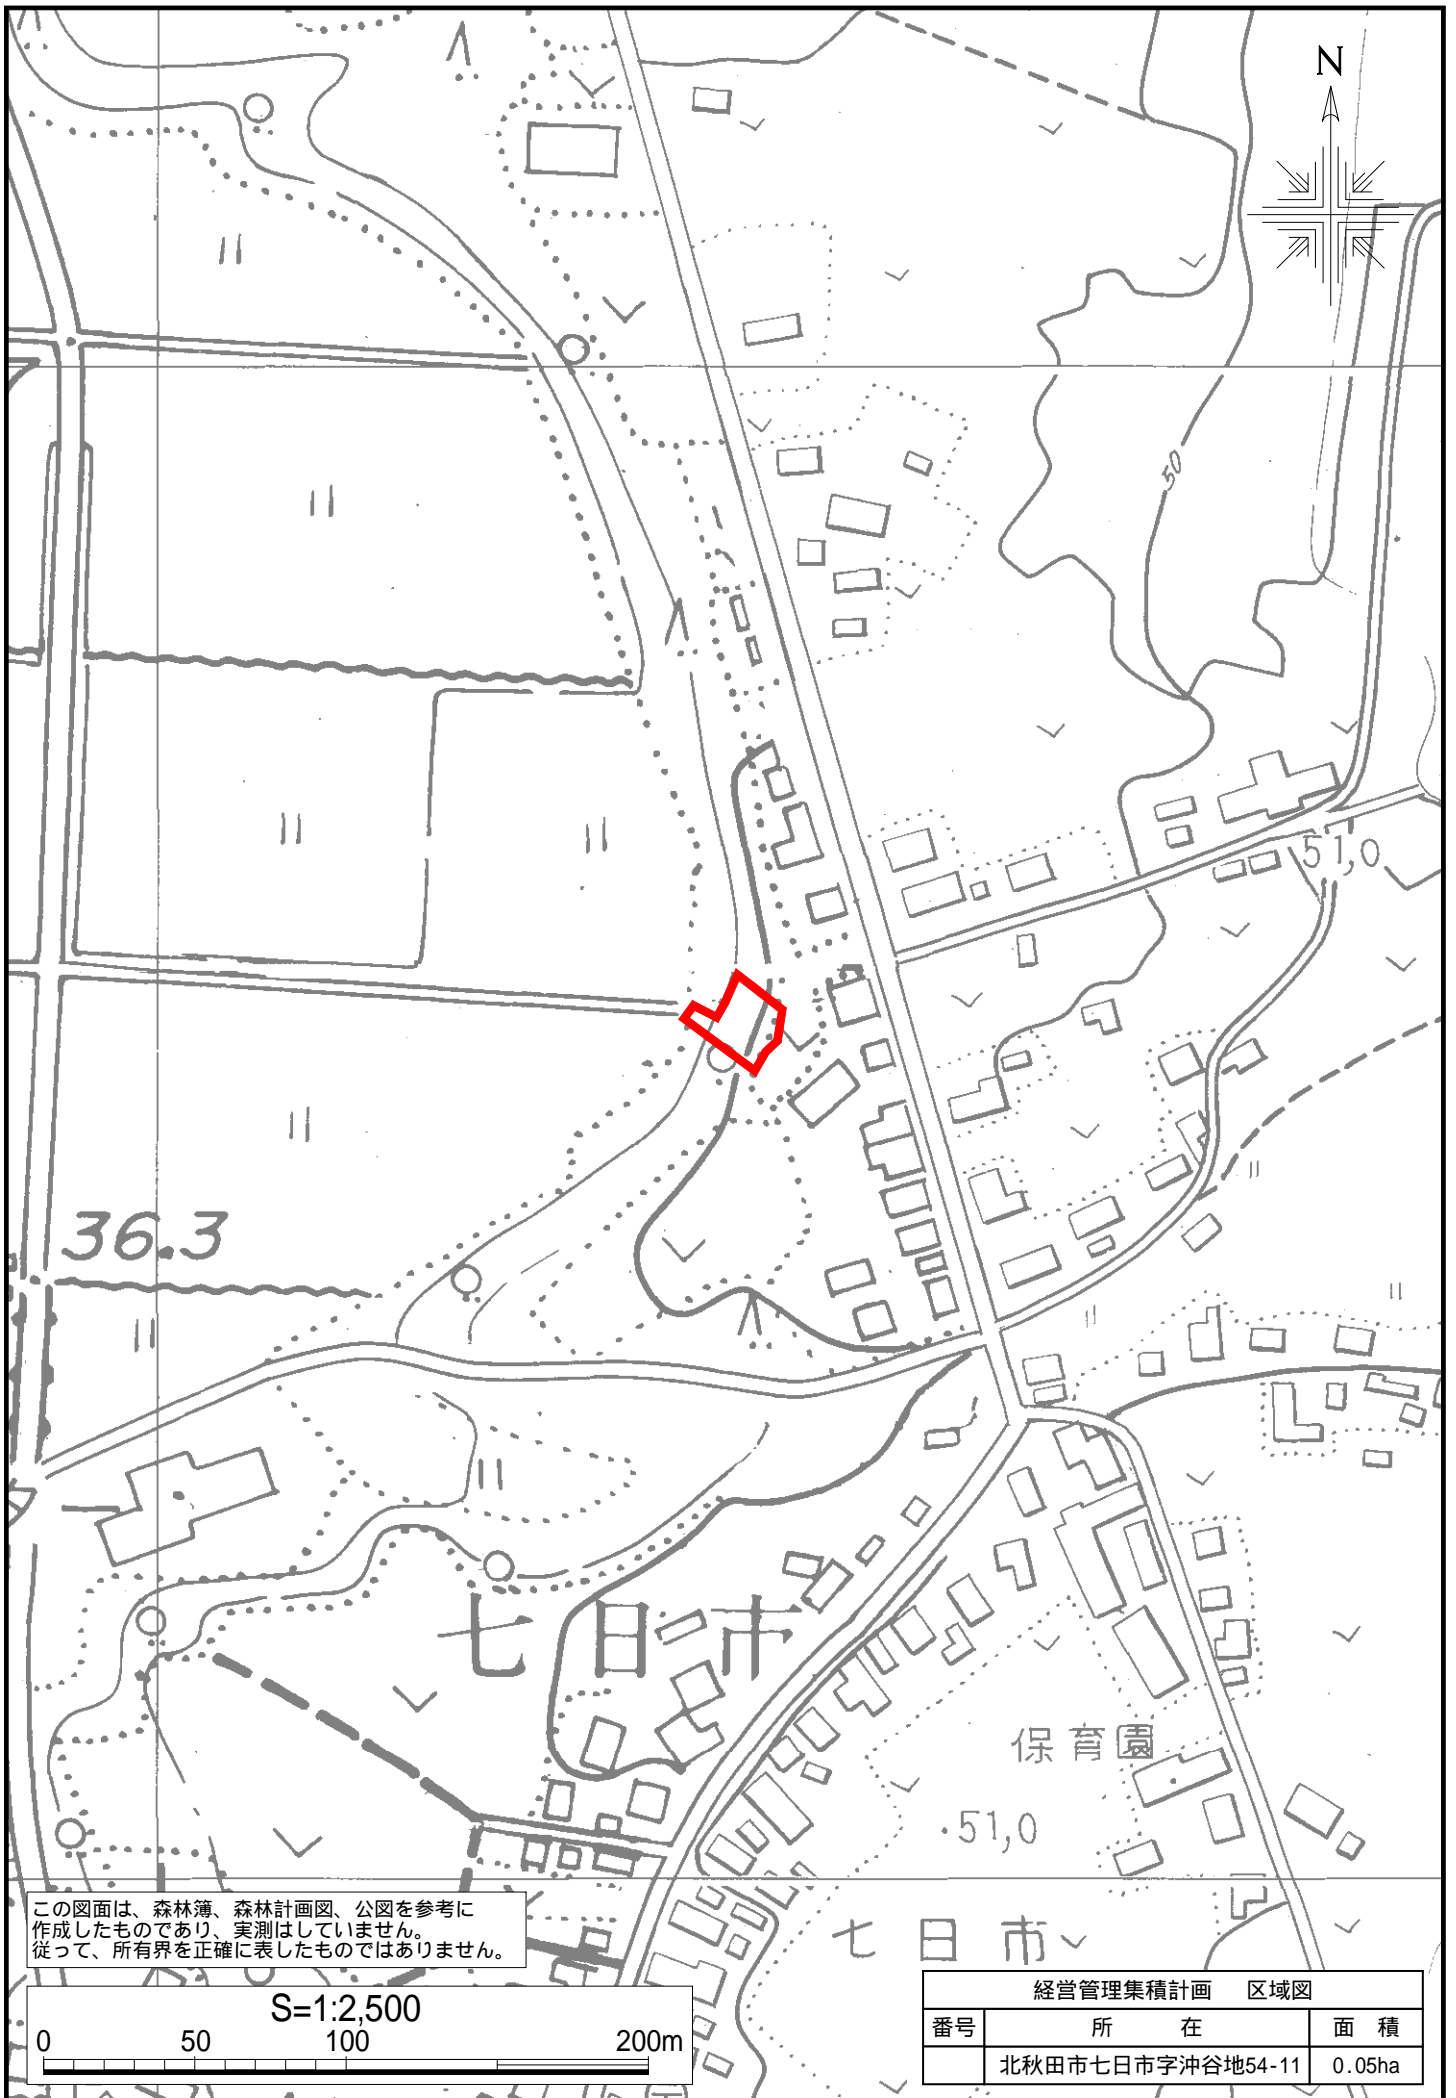 N
50
51,0
36.3
七日市
保育園
51,0
七日市
この図面は、森林簿、森林計画図、公図を参考に
作成したものであり、実測はしていません。
従って、所有界を正確に表したものではありません。
S=1:2,500
0 50 100 200m
経営管理集積計画 区域図
番号 所 在 面 積
北秋田市七日市字沖谷地54-11 0.05ha